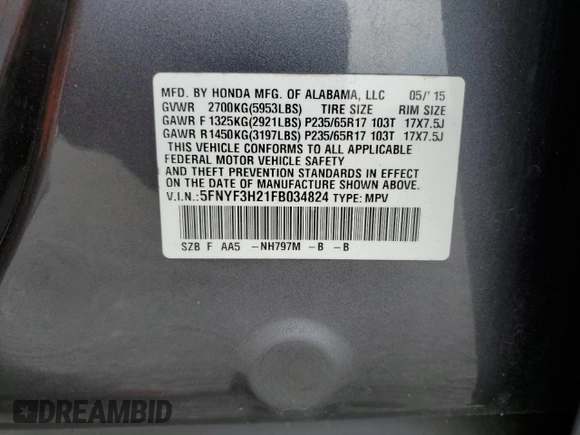 MFD. BY HONDA MFG. OF ALABAMA, LLC 05/'15
GVWR 2700KG(5953LBS) TIRE SIZE RIM SIZE
GAWR F 1325KG(2921LBS) P235/65R17 103T 17X7.5J
GAWR R1450KG(3197LBS) P235/65R17 103T 17X7.5J
THIS VEHICLE CONFORMS TO ALL APPLICABLE
FEDERAL MOTOR VEHICLE SAFETY
AND THEFT PREVENTION STANDARDS IN EFFECT
ON THE DATE OF MANUFACTURE SHOWN ABOVE.
V.I.N.: 5FNYF3H21FB034824 TYPE: MPV
SZB F AA5 -NH797M -B -B
DREAMBID